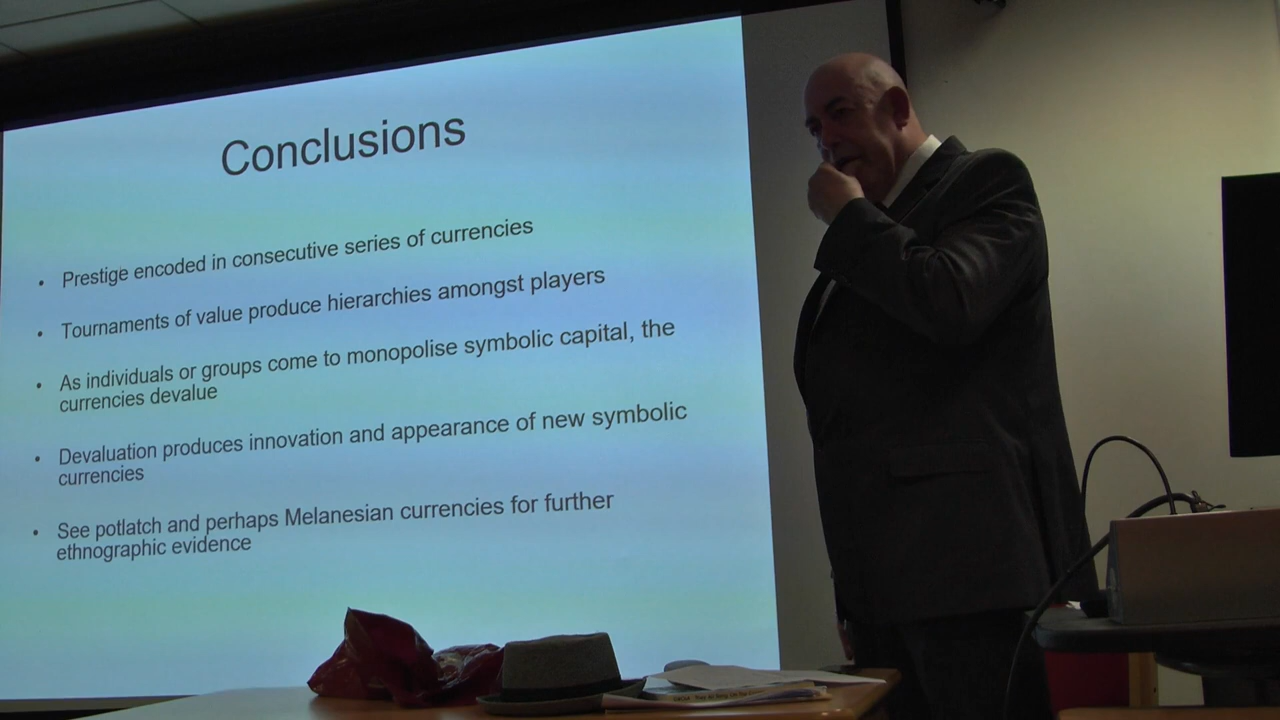 Conclusions
• Prestige encoded in consecutive series of currencies
• Tournaments of value produce hierarchies amongst players
• As individuals or groups come to monopolise symbolic capital, the
currencies devalue
• Devaluation produces innovation and appearance of new symbolic
currencies
• See potlatch and perhaps Melanesian currencies for further
ethnographic evidence